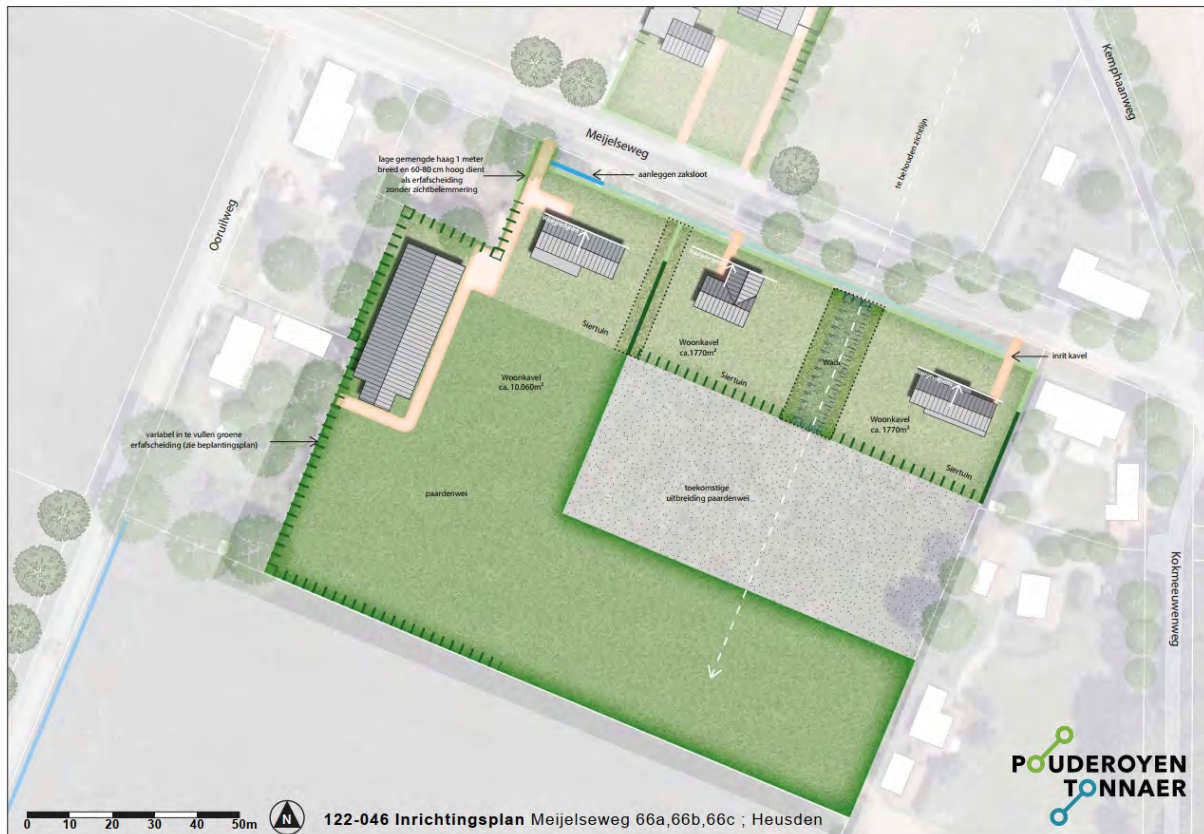 Meijelseweg
Kemphaanweg
te behouden zichtlijn
lage gemengde haag 1 meter
breed en 60-80 cm hoog dient
als erfafscheiding
zonder zichtbelemmering
aanleggen zaksloot
Ooruilweg
Siertuin
Woonkavel
ca.1770m²
Wadi
inrit kavel
Siertuin
Woonkavel
ca. 10.060m²
Woonkavel
ca. 1770m²
variabel in te vullen groene
erfafscheiding (zie beplantingsplan)
Siertuin
paardenwei
toekomstige
uitbreiding paardenwei
Kokmeeuwenweg
POUDEROYEN
TONNAER
0 10 20 30 40 50m
N
122-046 Inrichtingsplan Meijelseweg 66a,66b,66c ; Heusden